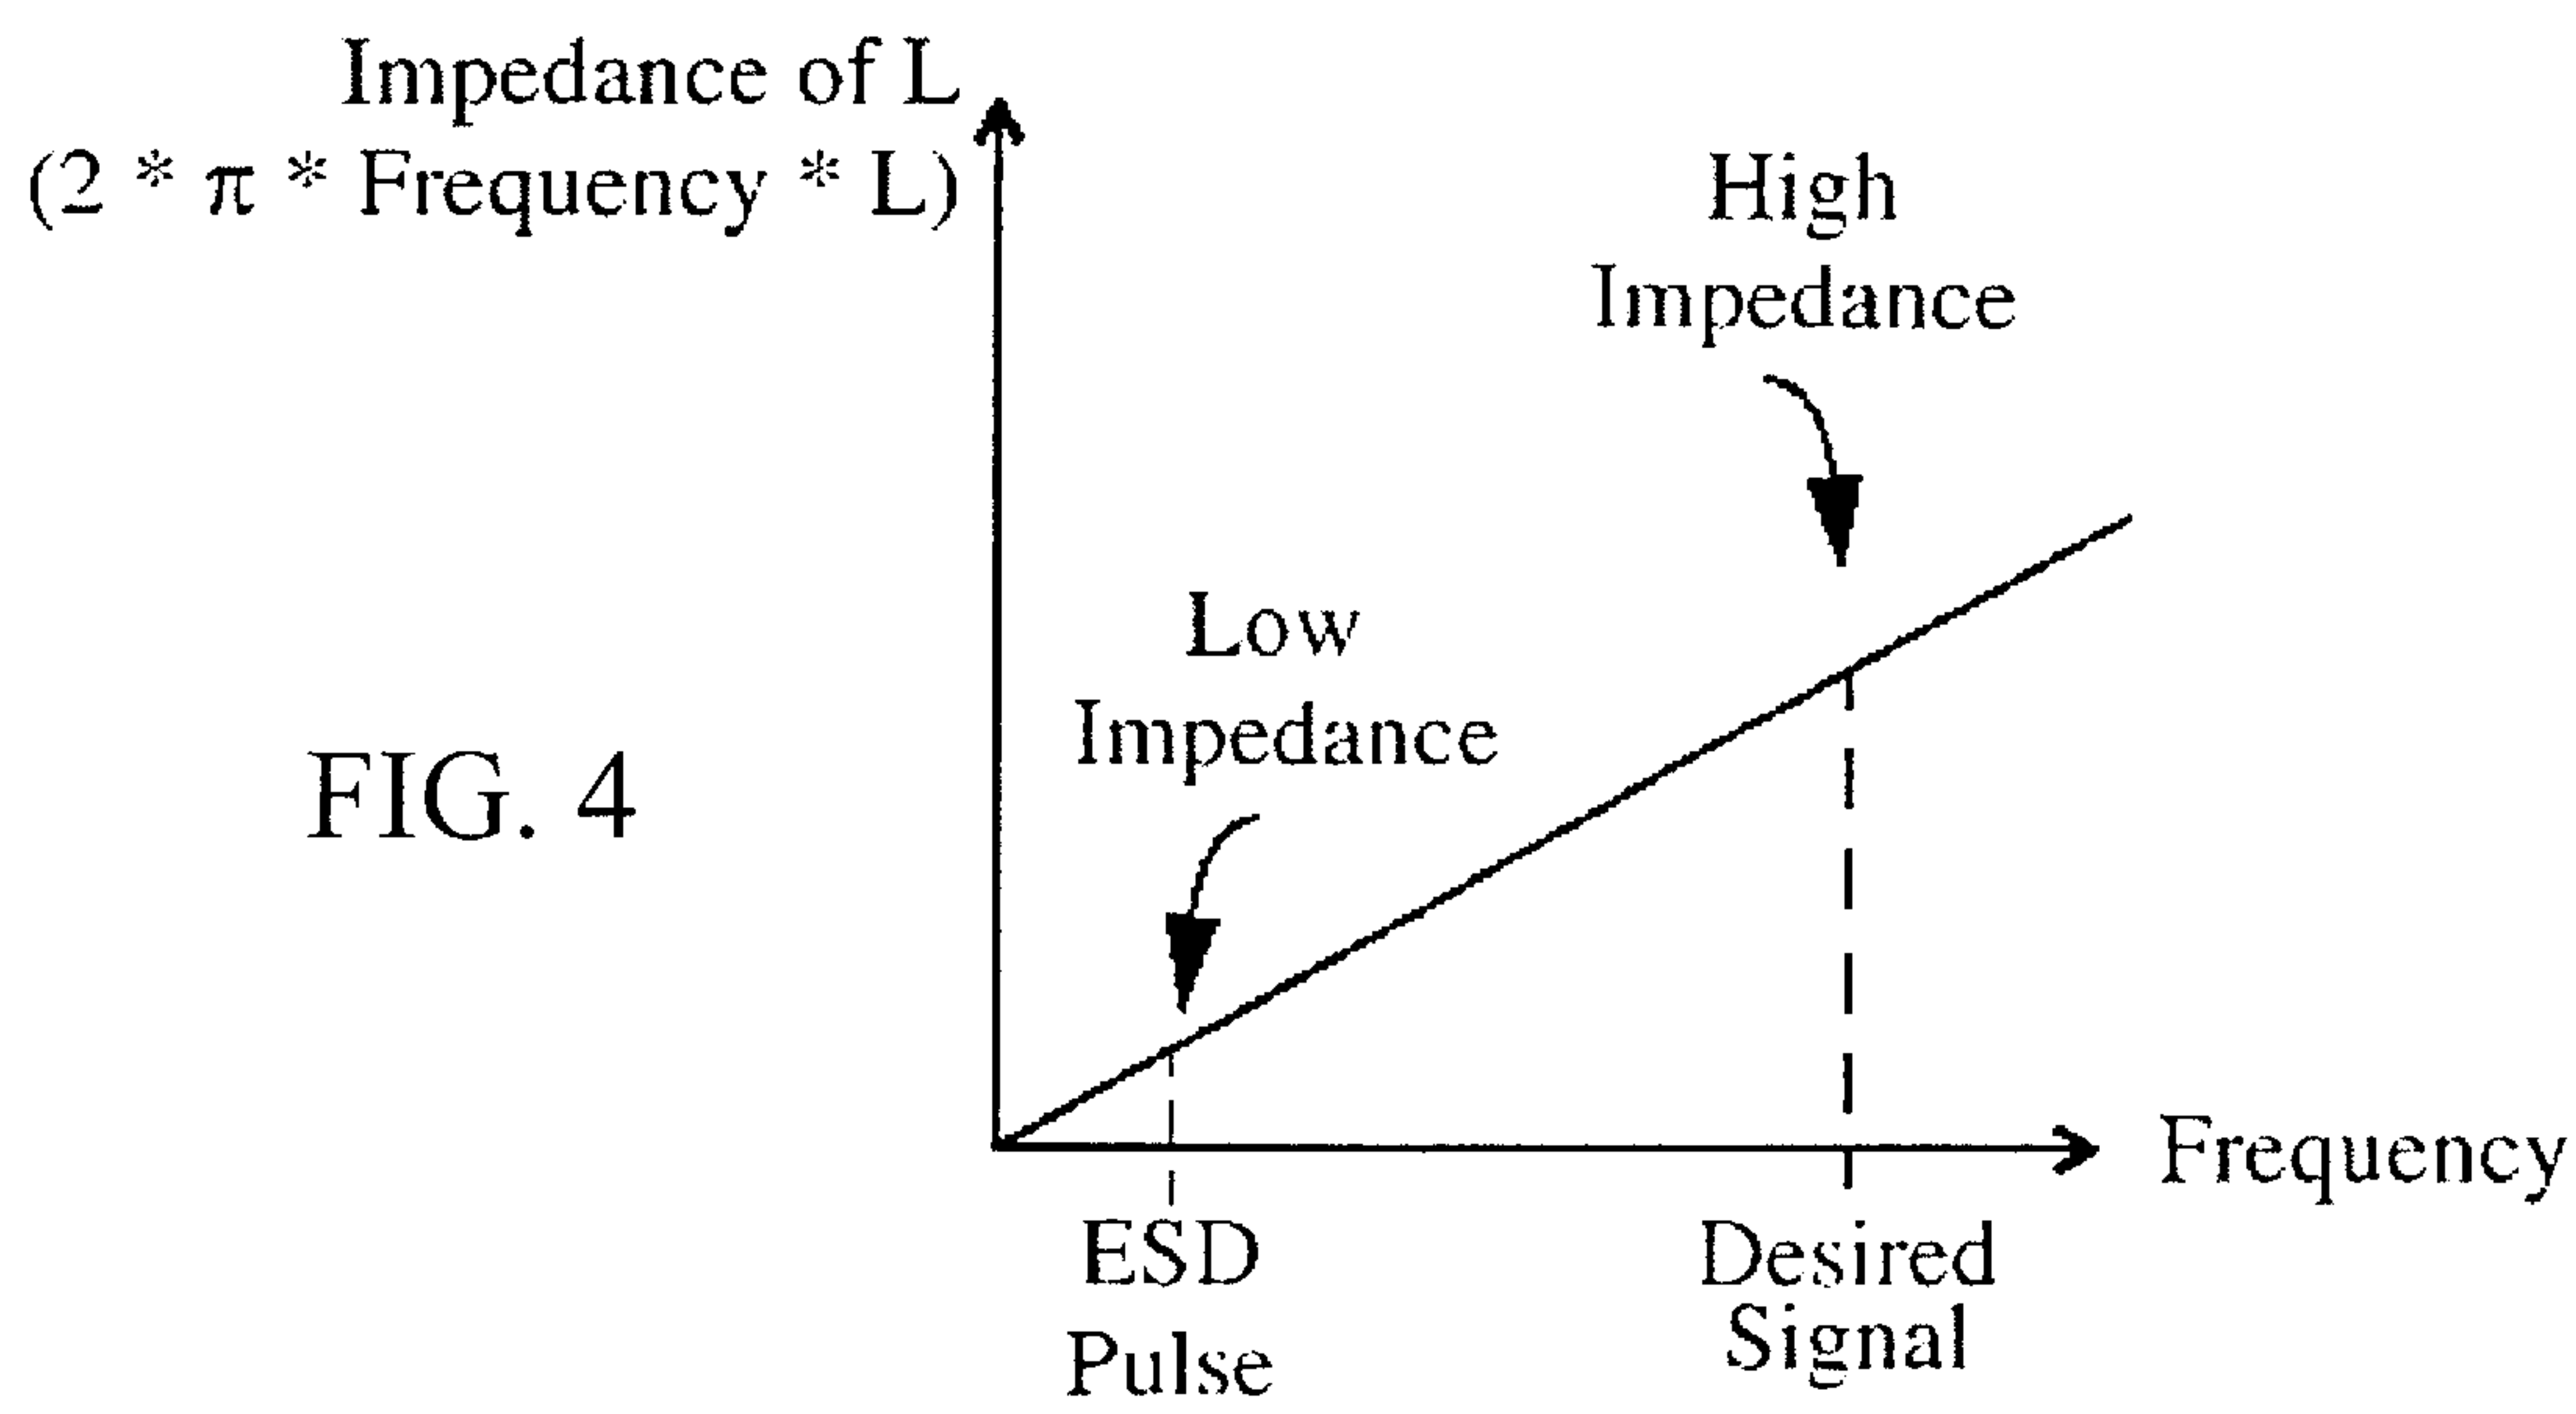 Impedance of L
(2 * π * Frequency * L)
High
Impedance
Low
Impedance
FIG. 4
Frequency
ESD
Pulse
Desired
Signal